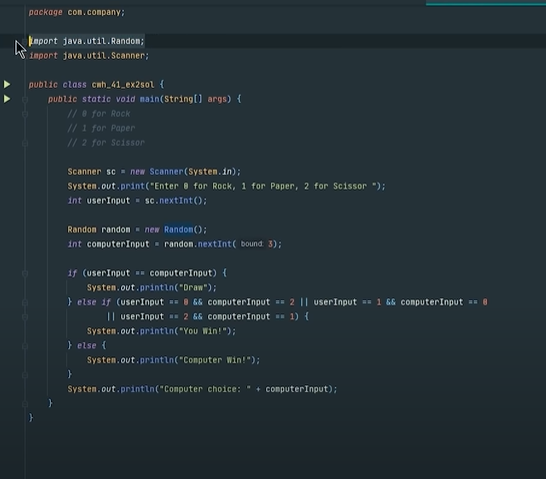 package com.company;
import java.util.Random;
import java.util.Scanner;
public class cwh_41_ex2sol {
public static void main(String[] args) {
// 0 for Rock
// 1 for Paper
// 2 for Scissor
Scanner sc = new Scanner(System.in);
System.out.print("Enter 0 for Rock, 1 for Paper, 2 for Scissor ");
int userInput = sc.nextInt();
Random random = new Random();
int computerInput = random.nextInt( bound: 3);
if (userInput == computerInput) {
System.out.println("Draw");
} else if (userInput == 0 && computerInput == 2 || userInput == 1 && computerInput == 0
|| userInput == 2 && computerInput == 1) {
System.out.println("You Win!");
} else {
System.out.println("Computer Win!");
}
System.out.println("Computer choice: " + computerInput);
}
}